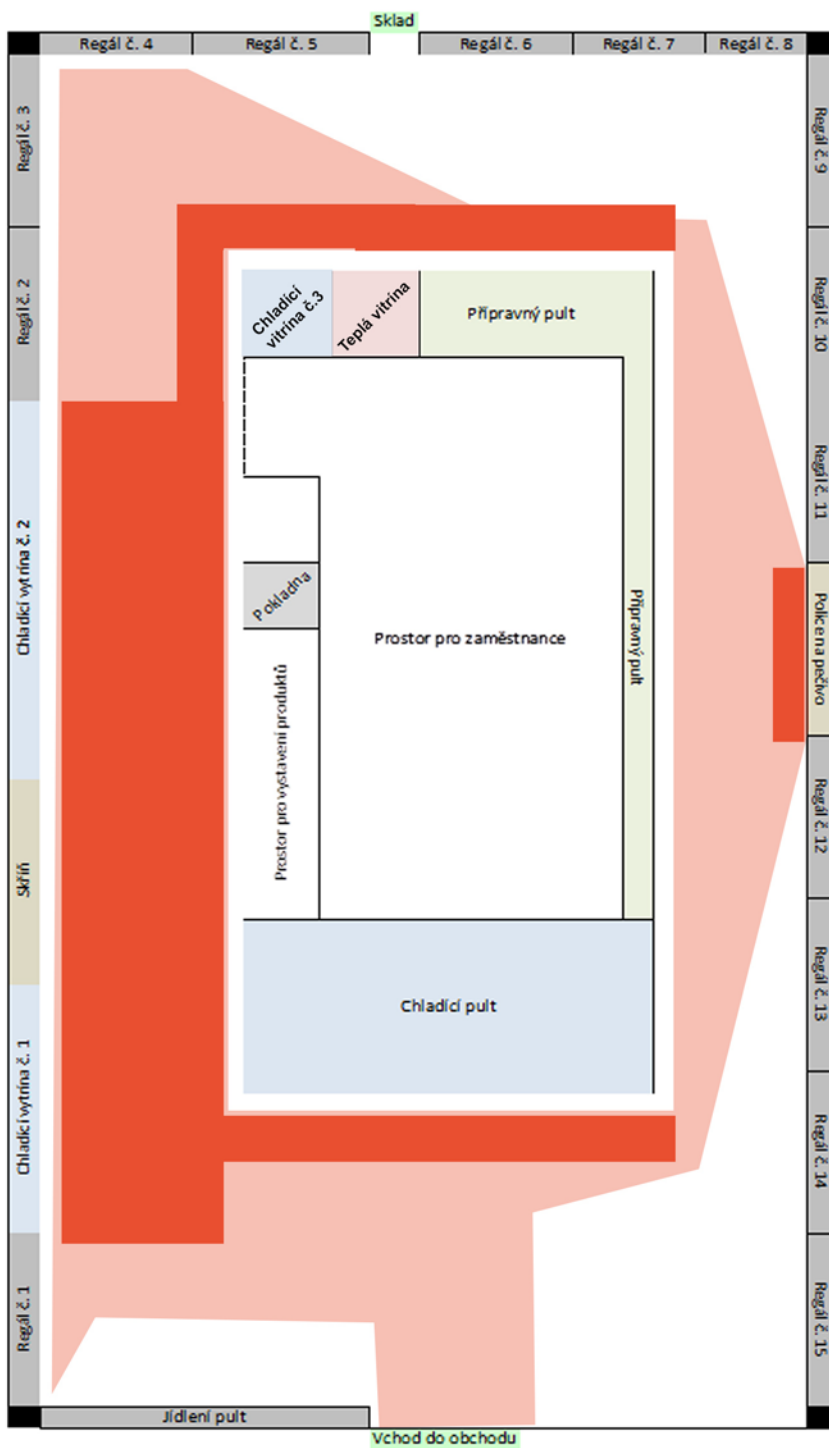 Sklad
Regál č. 4
Regál č. 5
Regál č. 6
Regál č. 7
Regál č. 8
Regál č. 3
Regál č. 9
Regál č. 2
Regál č. 10
Chladící
vitrína č.3
Teplá vitrína
Přípravný pult
Regál č. 11
Chladící vytrína č. 2
Pokladna
Prostor pro zaměstnance
Přípravný pult
Police na pečivo
Prostor pro vystavení produktů
Regál č. 12
Skříň
Regál č. 13
Chladící pult
Chladící vytrína č. 1
Regál č. 14
Regál č. 1
Regál č. 15
Jídlení pult
Vchod do obchodu